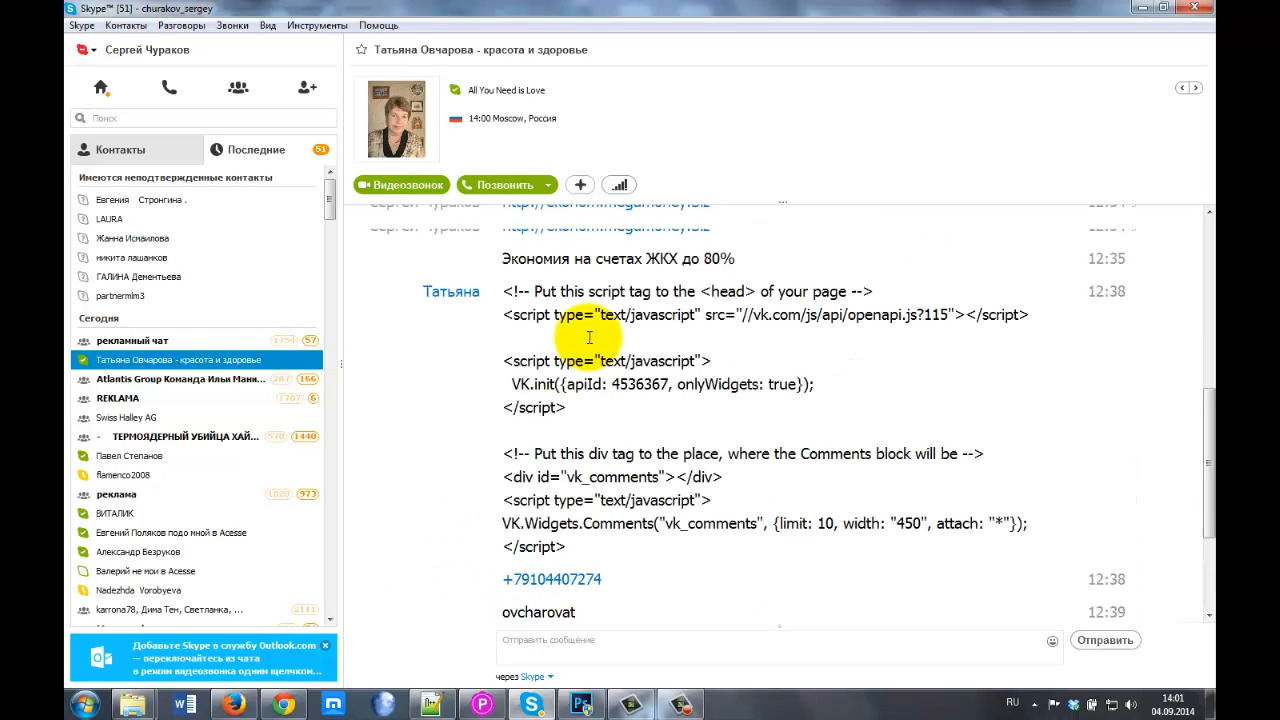 Skype™ [51] - churakov_sergey
Skype Контакты Разговоры Звонки Вид Инструменты Помощь
Сергей Чураков
Татьяна Овчарова - красота и здоровье
All You Need is Love
14:00 Moscow, Россия
Поиск
Контакты
Последние 51
Видеозвонок
Позвонить
Имеются неподтвержденные контакты
Евгения Стронгина .
LAURA
Жанна Исмаилова
никита лашанков
ГАЛИНА Дементьева
partnermlm3
Сегодня
рекламный чат 1754 57
Татьяна Овчарова - красота и здоровье
Atlantis Group Команда Ильи Мани... 287 166
REKLAMA 1707 6
Swiss Halley AG
- ТЕРМОЯДЕРНЫЙ УБИЙЦА ХАЙ... 578 1440
Павел Степанов
flamenco2008
реклама 1020 973
ВИТАЛИК
Евгений Поляков подо мной в Acesse
Александр Безруков
Валерий не мои в Acesse
Nadezhda Vorobyeva
karrona78, Дима Тен, Светланка, ... 2111
Добавьте Skype в службу Outlook.com
— переключайтесь из чата
в режим видеозвонка одним щелчком...
Экономия на счетах ЖКХ до 80% 12:35
Татьяна
<!-- Put this script tag to the <head> of your page --> 12:38
<script type="text/javascript" src="//vk.com/js/api/openapi.js?115"></script>
<script type="text/javascript">
VK.init({apiId: 4536367, onlyWidgets: true});
</script>
<!-- Put this div tag to the place, where the Comments block will be -->
<div id="vk_comments"></div>
<script type="text/javascript">
VK.Widgets.Comments("vk_comments", {limit: 10, width: "450", attach: "*"});
</script>
+79104407274 12:38
ovcharovat 12:39
Отправить сообщение
Отправить
через Skype
RU
14:01
04.09.2014